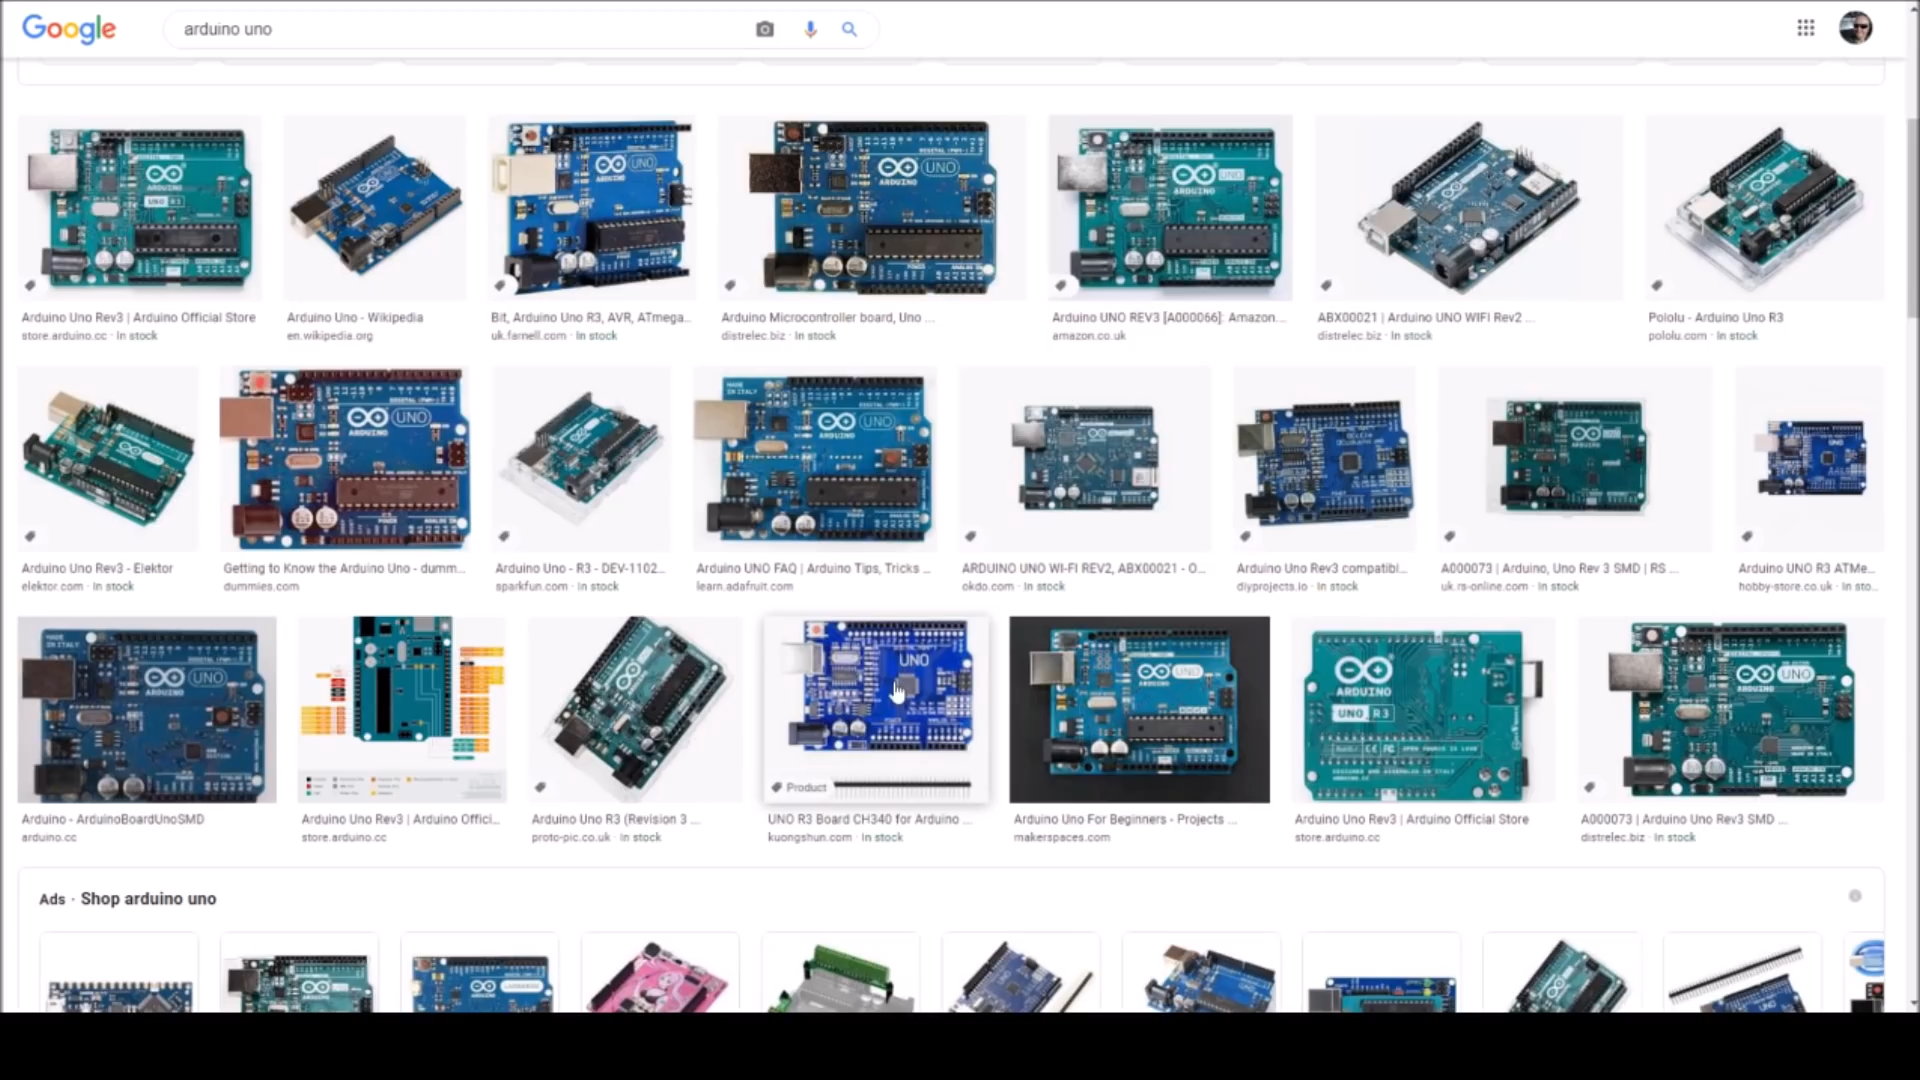 Google
arduino uno
Arduino Uno Rev3 | Arduino Official Store
store.arduino.cc · In stock
Arduino Uno - Wikipedia
en.wikipedia.org
Bit, Arduino Uno R3, AVR, ATmega...
uk.farnell.com · In stock
Arduino Microcontroller board, Uno ...
distrelec.biz · In stock
Arduino UNO REV3 [A000066]: Amazon...
amazon.co.uk
ABX00021 | Arduino UNO WIFI Rev2 ...
distrelec.biz · In stock
Pololu - Arduino Uno R3
pololu.com · In stock
Arduino Uno Rev3 - Elektor
elektor.com · In stock
Getting to Know the Arduino Uno - dumm...
dummies.com
Arduino Uno - R3 - DEV-1102...
sparkfun.com · In stock
Arduino UNO FAQ | Arduino Tips, Tricks ...
learn.adafruit.com
ARDUINO UNO WI-FI REV2, ABX00021 - O...
okdo.com · In stock
Arduino Uno Rev3 compatibl...
diyprojects.io · In stock
A000073 | Arduino, Uno, Rev 3 SMD | RS ...
uk.rs-online.com · In stock
Arduino UNO R3 ATMe...
hobby-store.co.uk · In sto...
Product
Arduino - ArduinoBoardUnoSMD
arduino.cc
Arduino Uno Rev3 | Arduino Offici...
store.arduino.cc
Arduino Uno R3 (Revision 3 ...
proto-pic.co.uk · In stock
UNO R3 Board CH340 for Arduino ...
kuongshun.com · In stock
Arduino Uno For Beginners - Projects ...
makerspaces.com
Arduino Uno Rev3 | Arduino Official Store
store.arduino.cc
A000073 | Arduino Uno Rev3 SMD ...
distrelec.biz · In stock
Ads · Shop arduino uno